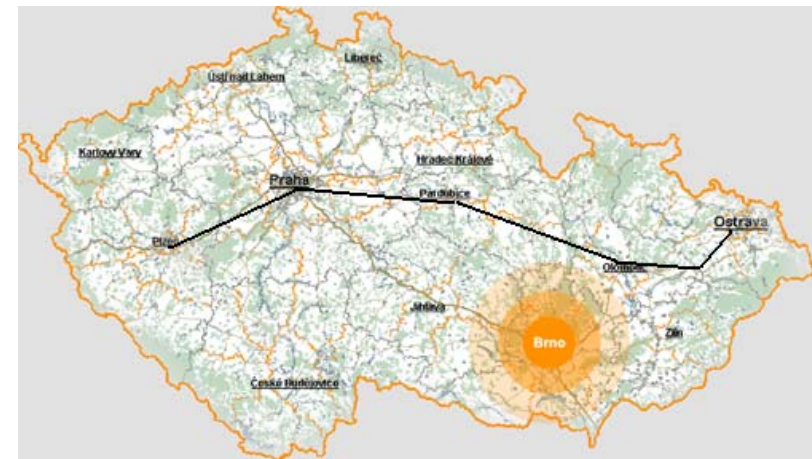 Liberec
Ústí nad Labem
Karlovy Vary
Hradec Králové
Praha
Pardubice
Ostrava
Plzeň
Olomouc
Jihlava
Zlín
Brno
České Budějovice